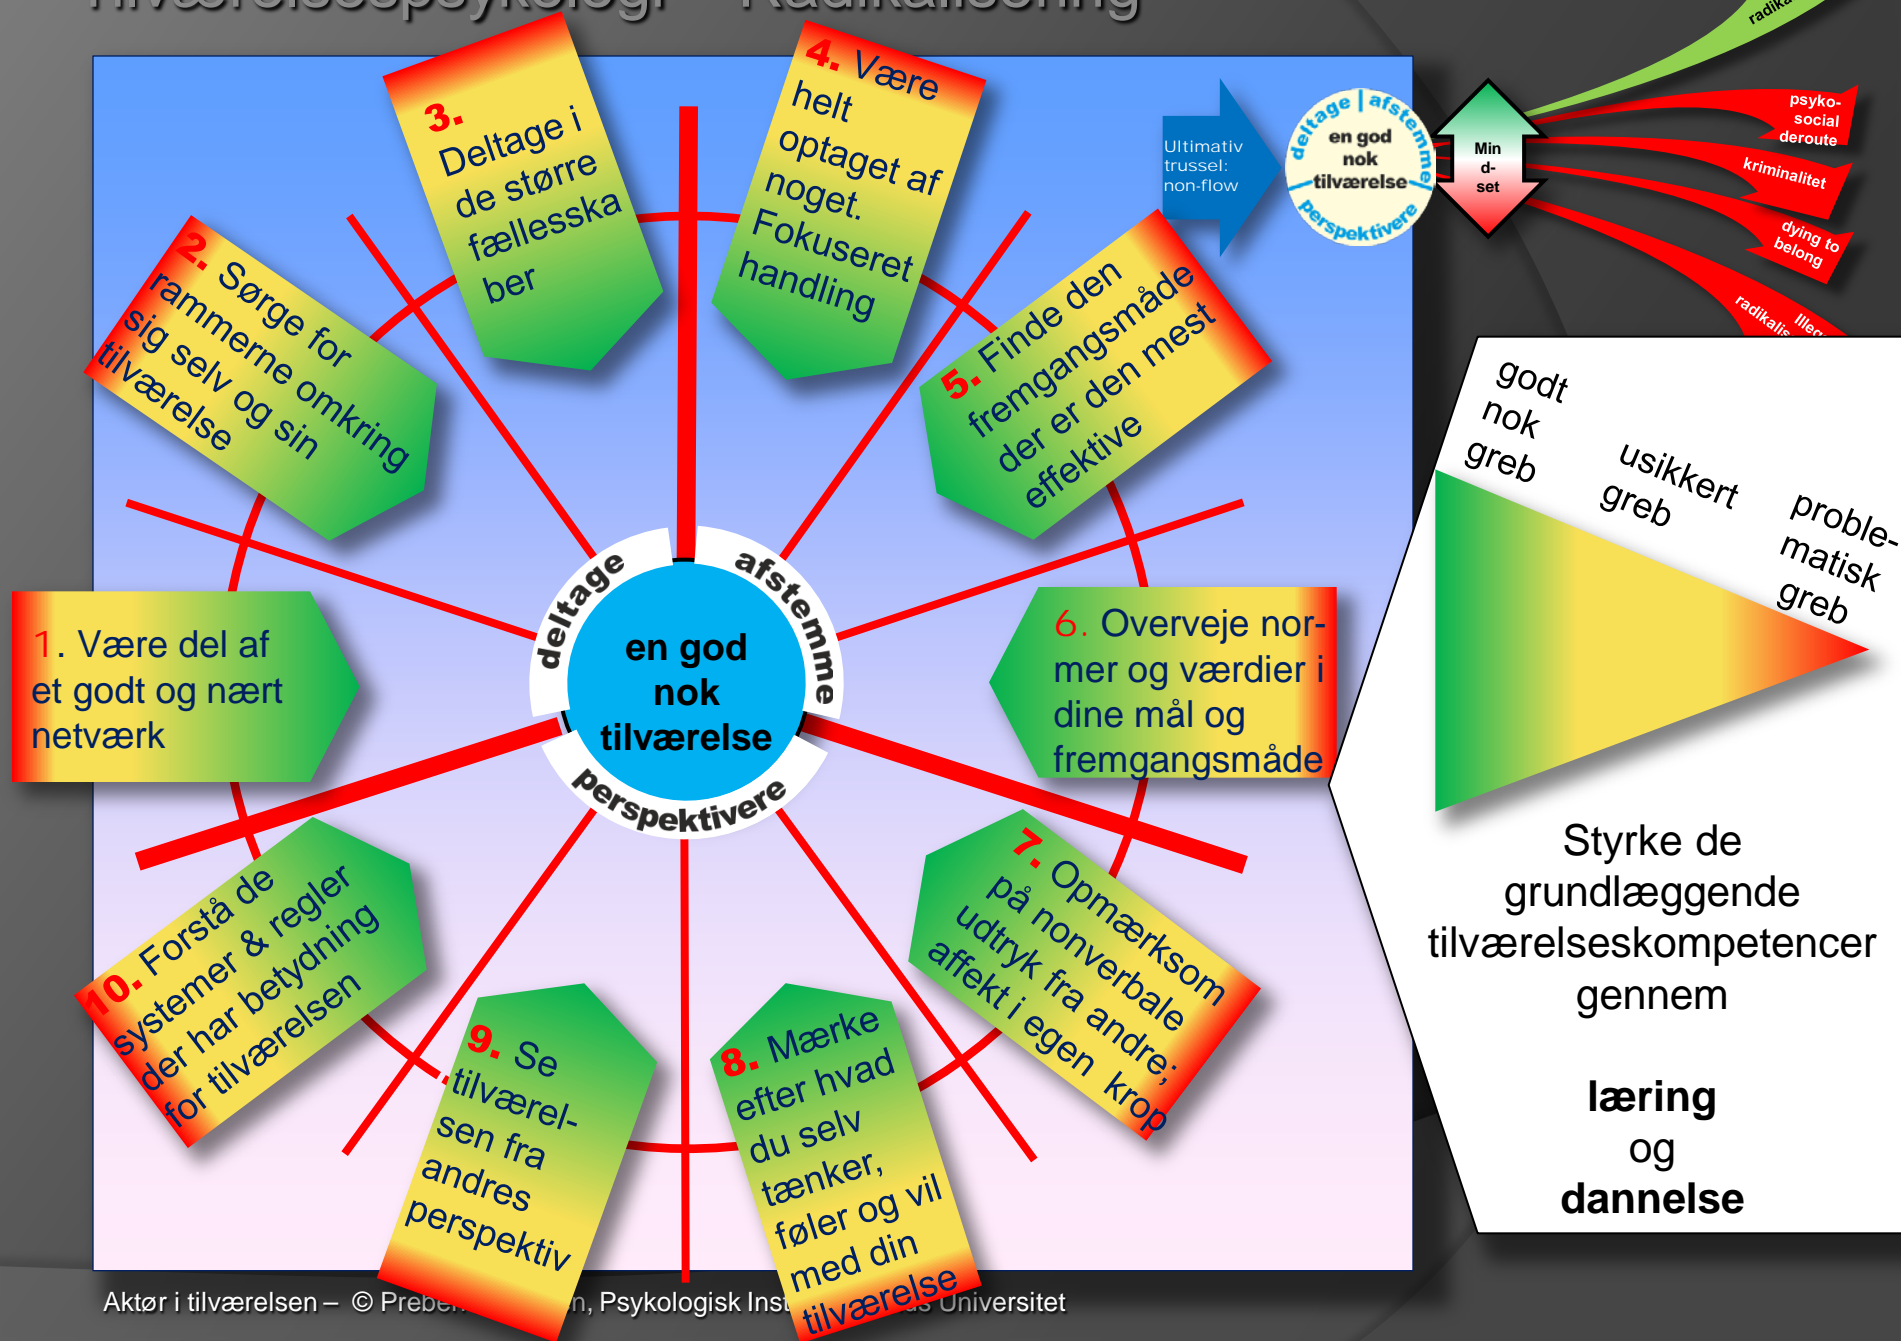 Tilværelsespsykologi – Radikalisering
1. Være del af
et godt og nært
netværk
2. Sørge for
rammerne omkring
sig selv og sin
tilværelse
3.
Deltage i
de større
fællesska
ber
4. Være
helt
optaget af
noget.
Fokuseret
handling
5. Finde den
fremgangsmåde
der er den mest
effektive
6. Overveje nor-
mer og værdier i
dine mål og
fremgangsmåde
7. Opmærksom
på nonverbale
udtryk fra andre;
affekt i egen krop
8. Mærke
efter hvad
du selv
tænker,
føler og vil
med din
tilværelse
9. Se
tilværel-
sen fra
andres
perspektiv
10. Forstå de
systemer & regler
der har betydning
for tilværelsen
deltage
afstemme
perspektivere
en god
nok
tilværelse
Ultimativ
trussel:
non-flow
deltage | afstemme
perspektivere
en god
nok
tilværelse
Min
d-
set
radika
psyko-
social
deroute
kriminalitet
dying to
belong
Illeg
radikalis
godt
nok
greb
usikkert
greb
proble-
matisk
greb
Styrke de
grundlæggende
tilværelseskompetencer
gennem
læring
og
dannelse
Aktør i tilværelsen – © Preben n, Psykologisk Inst s Universitet